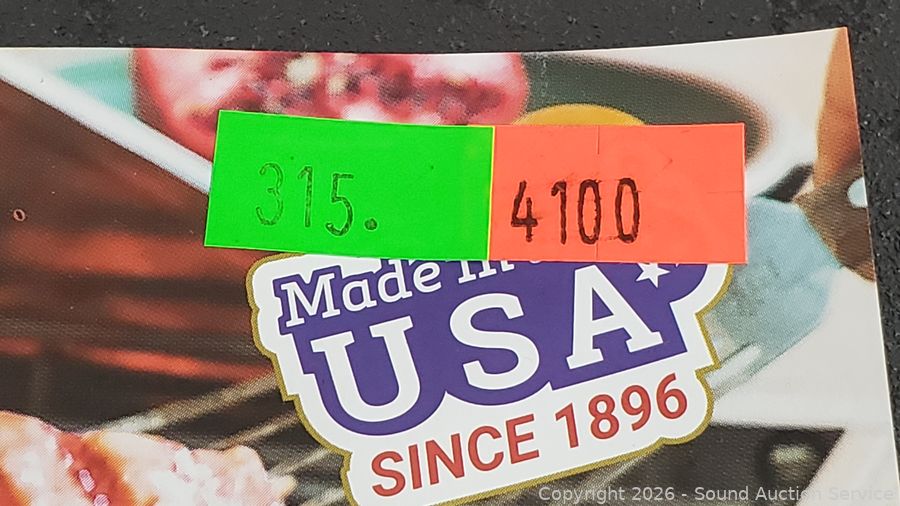 315. 4100
Made in
USA
SINCE 1896
Copyright 2026 - Sound Auction Service